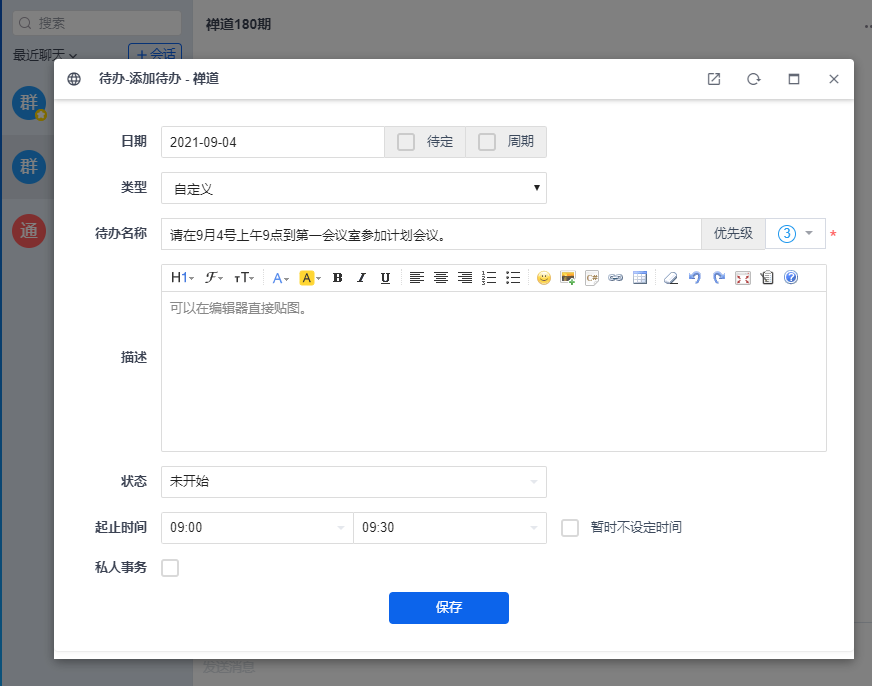 搜索
禅道180期
最近聊天
+ 会话
群
群
通
待办-添加待办 - 禅道
日期
2021-09-04
待定
周期
类型
自定义
待办名称
请在9月4号上午9点到第一会议室参加计划会议。
优先级
3
*
H1 ℱ тT A A B I U
C#
可以在编辑器直接贴图。
描述
状态
未开始
起止时间
09:00
09:30
暂时不设定时间
私人事务
保存
发送消息